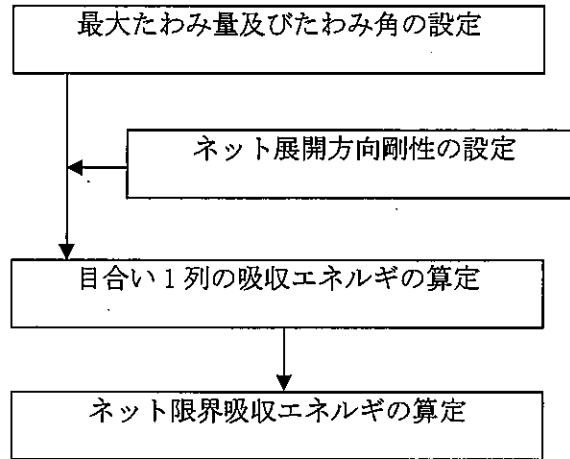 最大たわみ量及びたわみ角の設定
ネット展開方向剛性の設定
目合い1列の吸収エネルギの算定
ネット限界吸収エネルギの算定